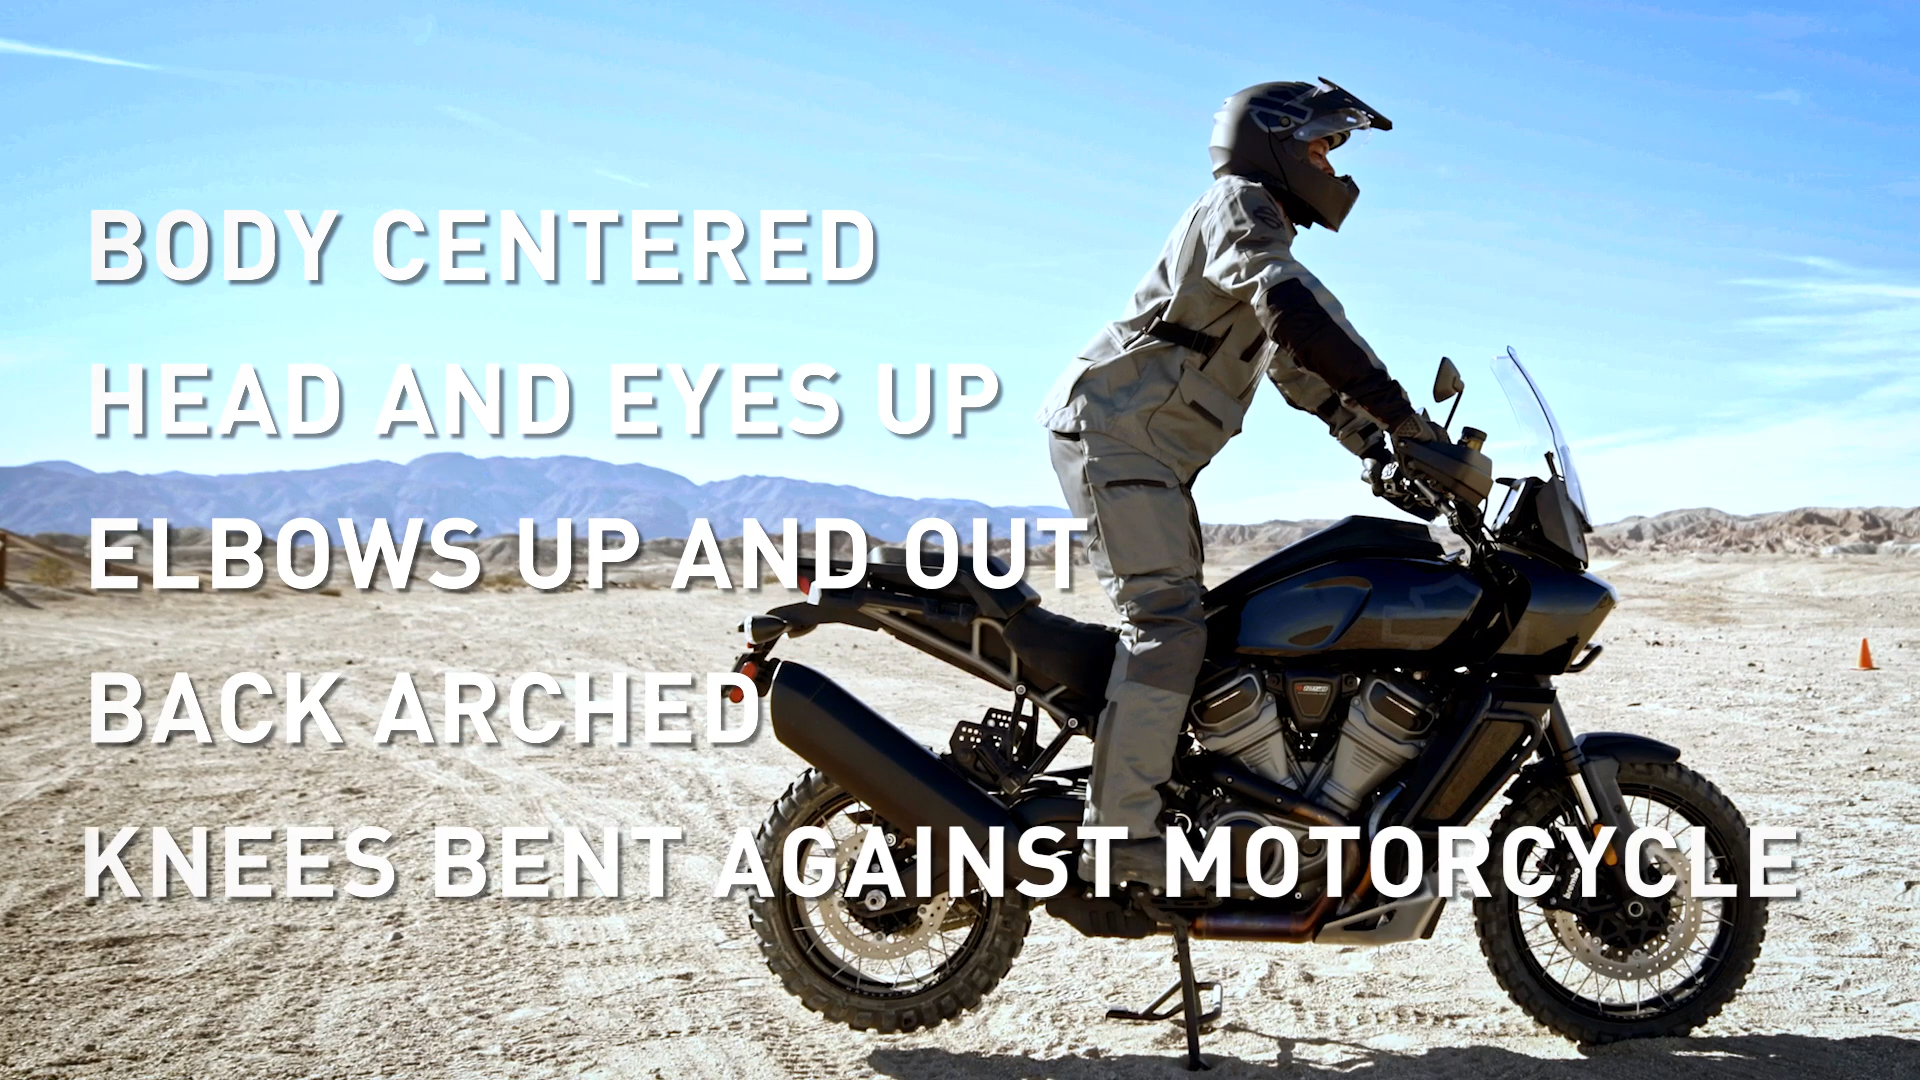 BODY CENTERED
HEAD AND EYES UP
ELBOWS UP AND OUT
BACK ARCHED
KNEES BENT AGAINST MOTORCYCLE